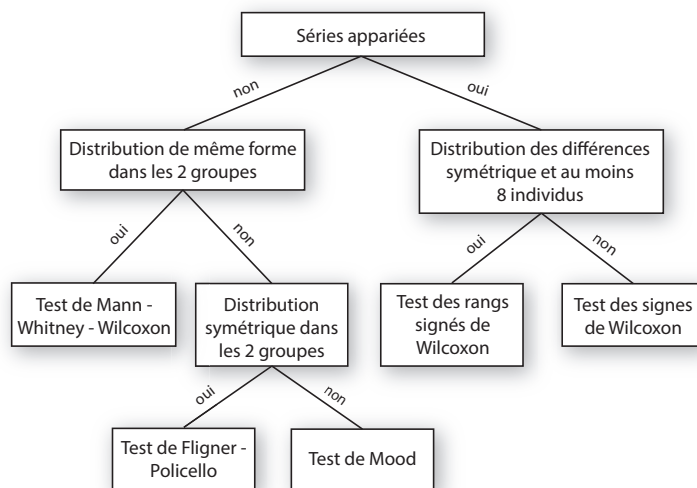 Séries appariées
non
oui
Distribution de même forme
dans les 2 groupes
Distribution des différences
symétrique et au moins
8 individus
oui
non
oui
non
Test de Mann -
Whitney - Wilcoxon
Distribution
symétrique dans
les 2 groupes
Test des rangs
signés de
Wilcoxon
Test des signes
de Wilcoxon
oui
non
Test de Fligner -
Policello
Test de Mood